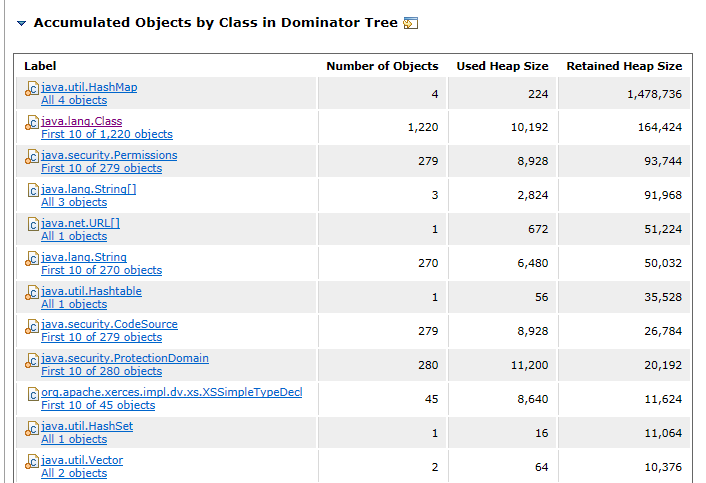 Accumulated Objects by Class in Dominator Tree
Label Number of Objects Used Heap Size Retained Heap Size
java.util.HashMap
All 4 objects 4 224 1,478,736
java.lang.Class
First 10 of 1,220 objects 1,220 10,192 164,424
java.security.Permissions
First 10 of 279 objects 279 8,928 93,744
java.lang.String[]
All 3 objects 3 2,824 91,968
java.net.URL[]
All 1 objects 1 672 51,224
java.lang.String
First 10 of 270 objects 270 6,480 50,032
java.util.Hashtable
All 1 objects 1 56 35,528
java.security.CodeSource
First 10 of 279 objects 279 8,928 26,784
java.security.ProtectionDomain
First 10 of 280 objects 280 11,200 20,192
org.apache.xerces.impl.dv.xs.XSSimpleTypeDecl
First 10 of 45 objects 45 8,640 11,624
java.util.HashSet
All 1 objects 1 16 11,064
java.util.Vector
All 2 objects 2 64 10,376